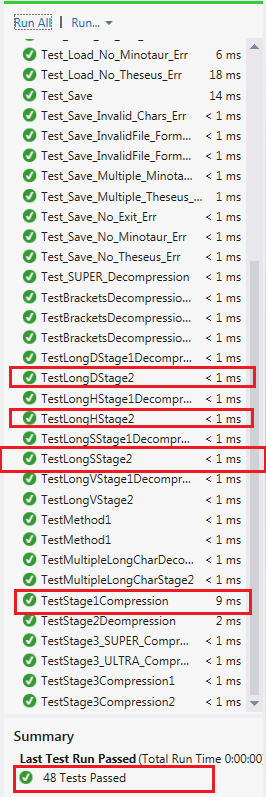 Run All | Run...
Test_Load_No_Minotaur_Err 6 ms
Test_Load_No_Theseus_Err 18 ms
Test_Save 14 ms
Test_Save_Invalid_Chars_Err < 1 ms
Test_Save_InvalidFile_Form... < 1 ms
Test_Save_InvalidFile_Form... < 1 ms
Test_Save_Multiple_Minota... < 1 ms
Test_Save_Multiple_Theseus_... 1 ms
Test_Save_No_Exit_Err < 1 ms
Test_Save_No_Minotaur_Err < 1 ms
Test_Save_No_Theseus_Err < 1 ms
Test_SUPER_Decompression < 1 ms
TestBracketsDecompressio... < 1 ms
TestBracketsDecompressio... < 1 ms
TestBracketsDecompressio... < 1 ms
TestLongDStage1Decompr... < 1 ms
TestLongDStage2 < 1 ms
TestLongHStage1Decompr... < 1 ms
TestLongHStage2 < 1 ms
TestLongSStage1Decompr... < 1 ms
TestLongSStage2 < 1 ms
TestLongVStage1Decompr... < 1 ms
TestLongVStage2 < 1 ms
TestMethod1 < 1 ms
TestMethod1 < 1 ms
TestMultipleLongCharDeco... < 1 ms
TestMultipleLongCharStage2 < 1 ms
TestStage1Compression 9 ms
TestStage2Deompression 2 ms
TestStage3_SUPER_Compr... < 1 ms
TestStage3_ULTRA_Compr... < 1 ms
TestStage3Compression1 < 1 ms
TestStage3Compression2 < 1 ms
Summary
Last Test Run Passed (Total Run Time 0:00:00)
48 Tests Passed